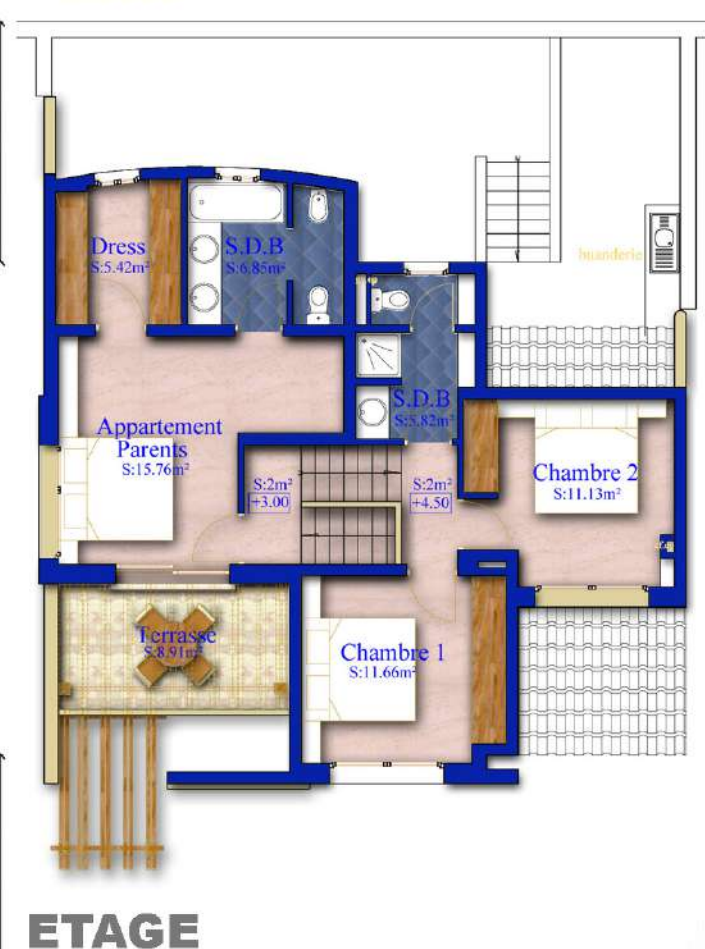 Dress
S:5.42m²
S.D.B
S:6.85m²
buanderie
Appartement
Parents
S:15.76m²
S.D.B
S:5.82m²
S:2m²
+3.00
S:2m²
+4.50
Chambre 2
S:11.13m²
Terrasse
S:8.91m²
Chambre 1
S:11.66m²
ETAGE